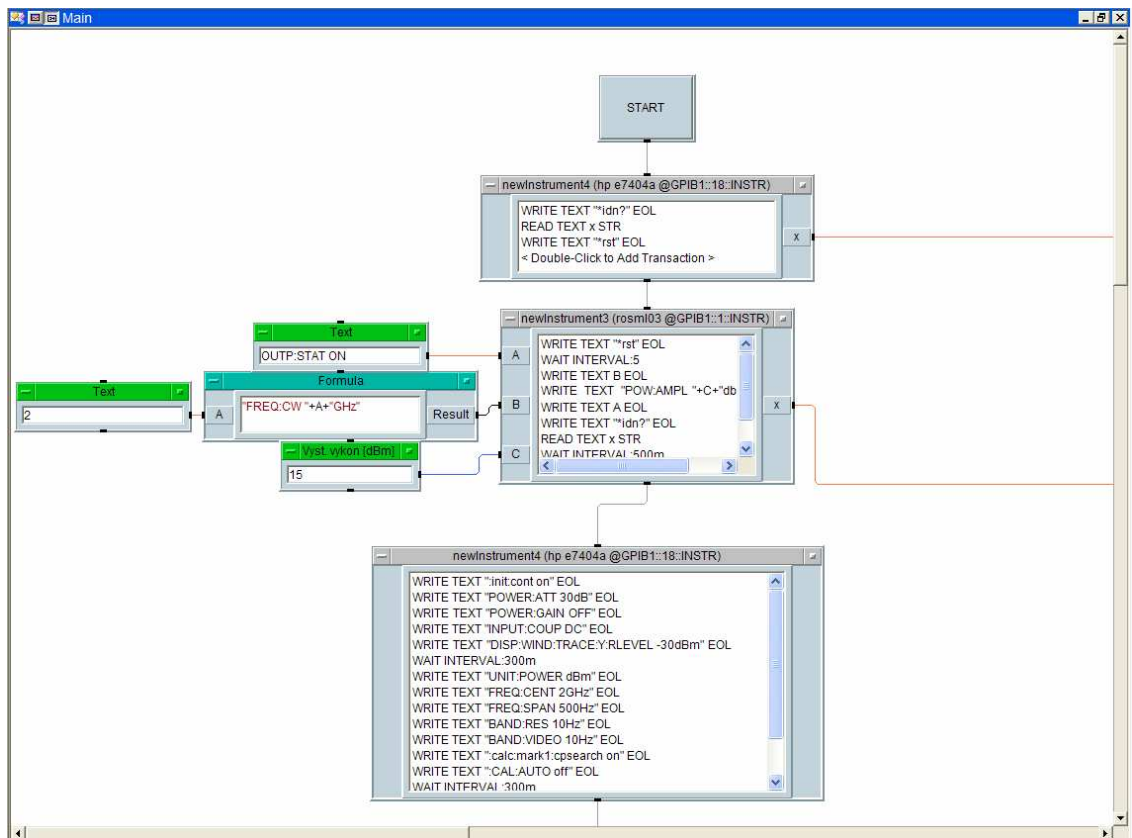 Main
START
newInstrument4 (hp e7404a @GPIB1::18::INSTR)
WRITE TEXT "*idn?" EOL
READ TEXT x STR
WRITE TEXT "*rst" EOL
< Double-Click to Add Transaction >
X
newInstrument3 (rosml03 @GPIB1::1::INSTR)
A
B
C
WRITE TEXT "*rst" EOL
WAIT INTERVAL:5
WRITE TEXT B EOL
WRITE TEXT "POW:AMPL "+C+"db
WRITE TEXT A EOL
WRITE TEXT "*idn?" EOL
READ TEXT x STR
WAIT INTERVAL:500m
X
Text
OUTP:STAT ON
Text
2
Formula
A
"FREQ:CW "+A+"GHz"
Result
Vyst. vykon [dBm]
15
newInstrument4 (hp e7404a @GPIB1::18::INSTR)
WRITE TEXT ":init:cont on" EOL
WRITE TEXT "POWER:ATT 30dB" EOL
WRITE TEXT "POWER:GAIN OFF" EOL
WRITE TEXT "INPUT:COUP DC" EOL
WRITE TEXT "DISP:WIND:TRACE:Y:RLEVEL -30dBm" EOL
WAIT INTERVAL:300m
WRITE TEXT "UNIT:POWER dBm" EOL
WRITE TEXT "FREQ:CENT 2GHz" EOL
WRITE TEXT "FREQ:SPAN 500Hz" EOL
WRITE TEXT "BAND:RES 10Hz" EOL
WRITE TEXT "BAND:VIDEO 10Hz" EOL
WRITE TEXT ":calc:mark1:cpsearch on" EOL
WRITE TEXT ":CAL:AUTO off" EOL
WAIT INTERVAL:300m